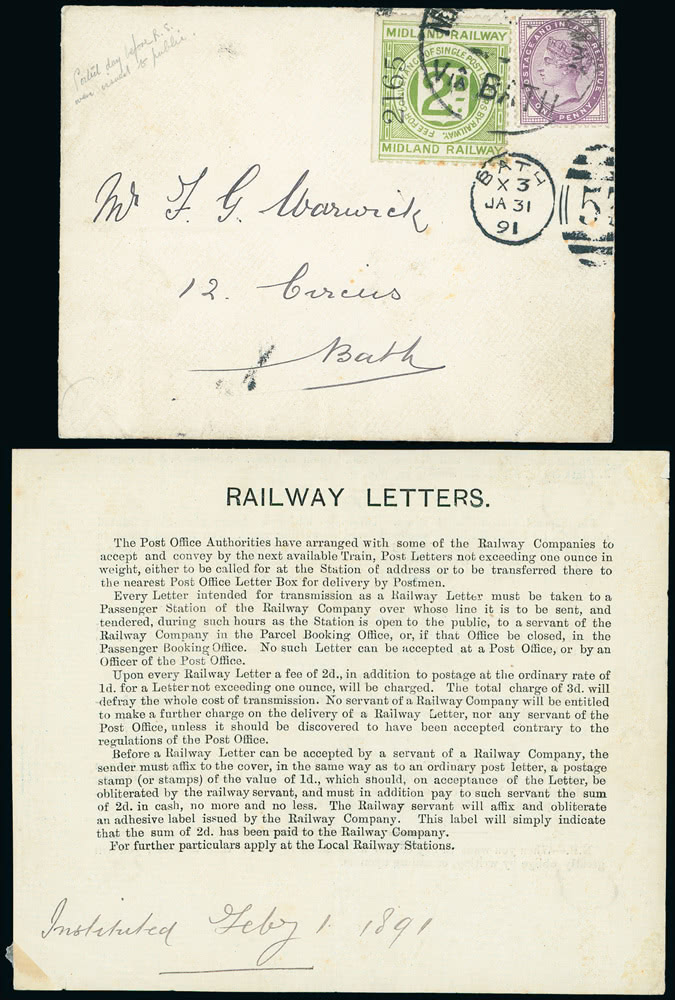 Posted day before R.S.
were issued to public.
MIDLAND RAILWAY
2165
2D
FEE FOR CONVEYANCE OF SINGLE POST LETTERS BY RAILWAY.
MIDLAND RAILWAY
VIA BATH
POSTAGE AND INLAND REVENUE
ONE PENNY
BATH
X 3
JA 31
91
53
Mr F. G. Warwick
12. Circus
Bath
RAILWAY LETTERS.
The Post Office Authorities have arranged with some of the Railway Companies to
accept and convey by the next available Train, Post Letters not exceeding one ounce in
weight, either to be called for at the Station of address or to be transferred there to
the nearest Post Office Letter Box for delivery by Postmen.
Every Letter intended for transmission as a Railway Letter must be taken to a
Passenger Station of the Railway Company over whose line it is to be sent, and
tendered, during such hours as the Station is open to the public, to a servant of the
Railway Company in the Parcel Booking Office, or, if that Office be closed, in the
Passenger Booking Office. No such Letter can be accepted at a Post Office, or by an
Officer of the Post Office.
Upon every Railway Letter a fee of 2d., in addition to postage at the ordinary rate of
1d. for a Letter not exceeding one ounce, will be charged. The total charge of 3d. will
defray the whole cost of transmission. No servant of a Railway Company will be entitled
to make a further charge on the delivery of a Railway Letter, nor any servant of the
Post Office, unless it should be discovered to have been accepted contrary to the
regulations of the Post Office.
Before a Railway Letter can be accepted by a servant of a Railway Company, the
sender must affix to the cover, in the same way as to an ordinary post letter, a postage
stamp (or stamps) of the value of 1d., which should, on acceptance of the Letter, be
obliterated by the railway servant, and must in addition pay to such servant the sum
of 2d. in cash, no more and no less. The Railway servant will affix and obliterate
an adhesive label issued by the Railway Company. This label will simply indicate
that the sum of 2d. has been paid to the Railway Company.
For further particulars apply at the Local Railway Stations.
Instituted Feby 1 1891